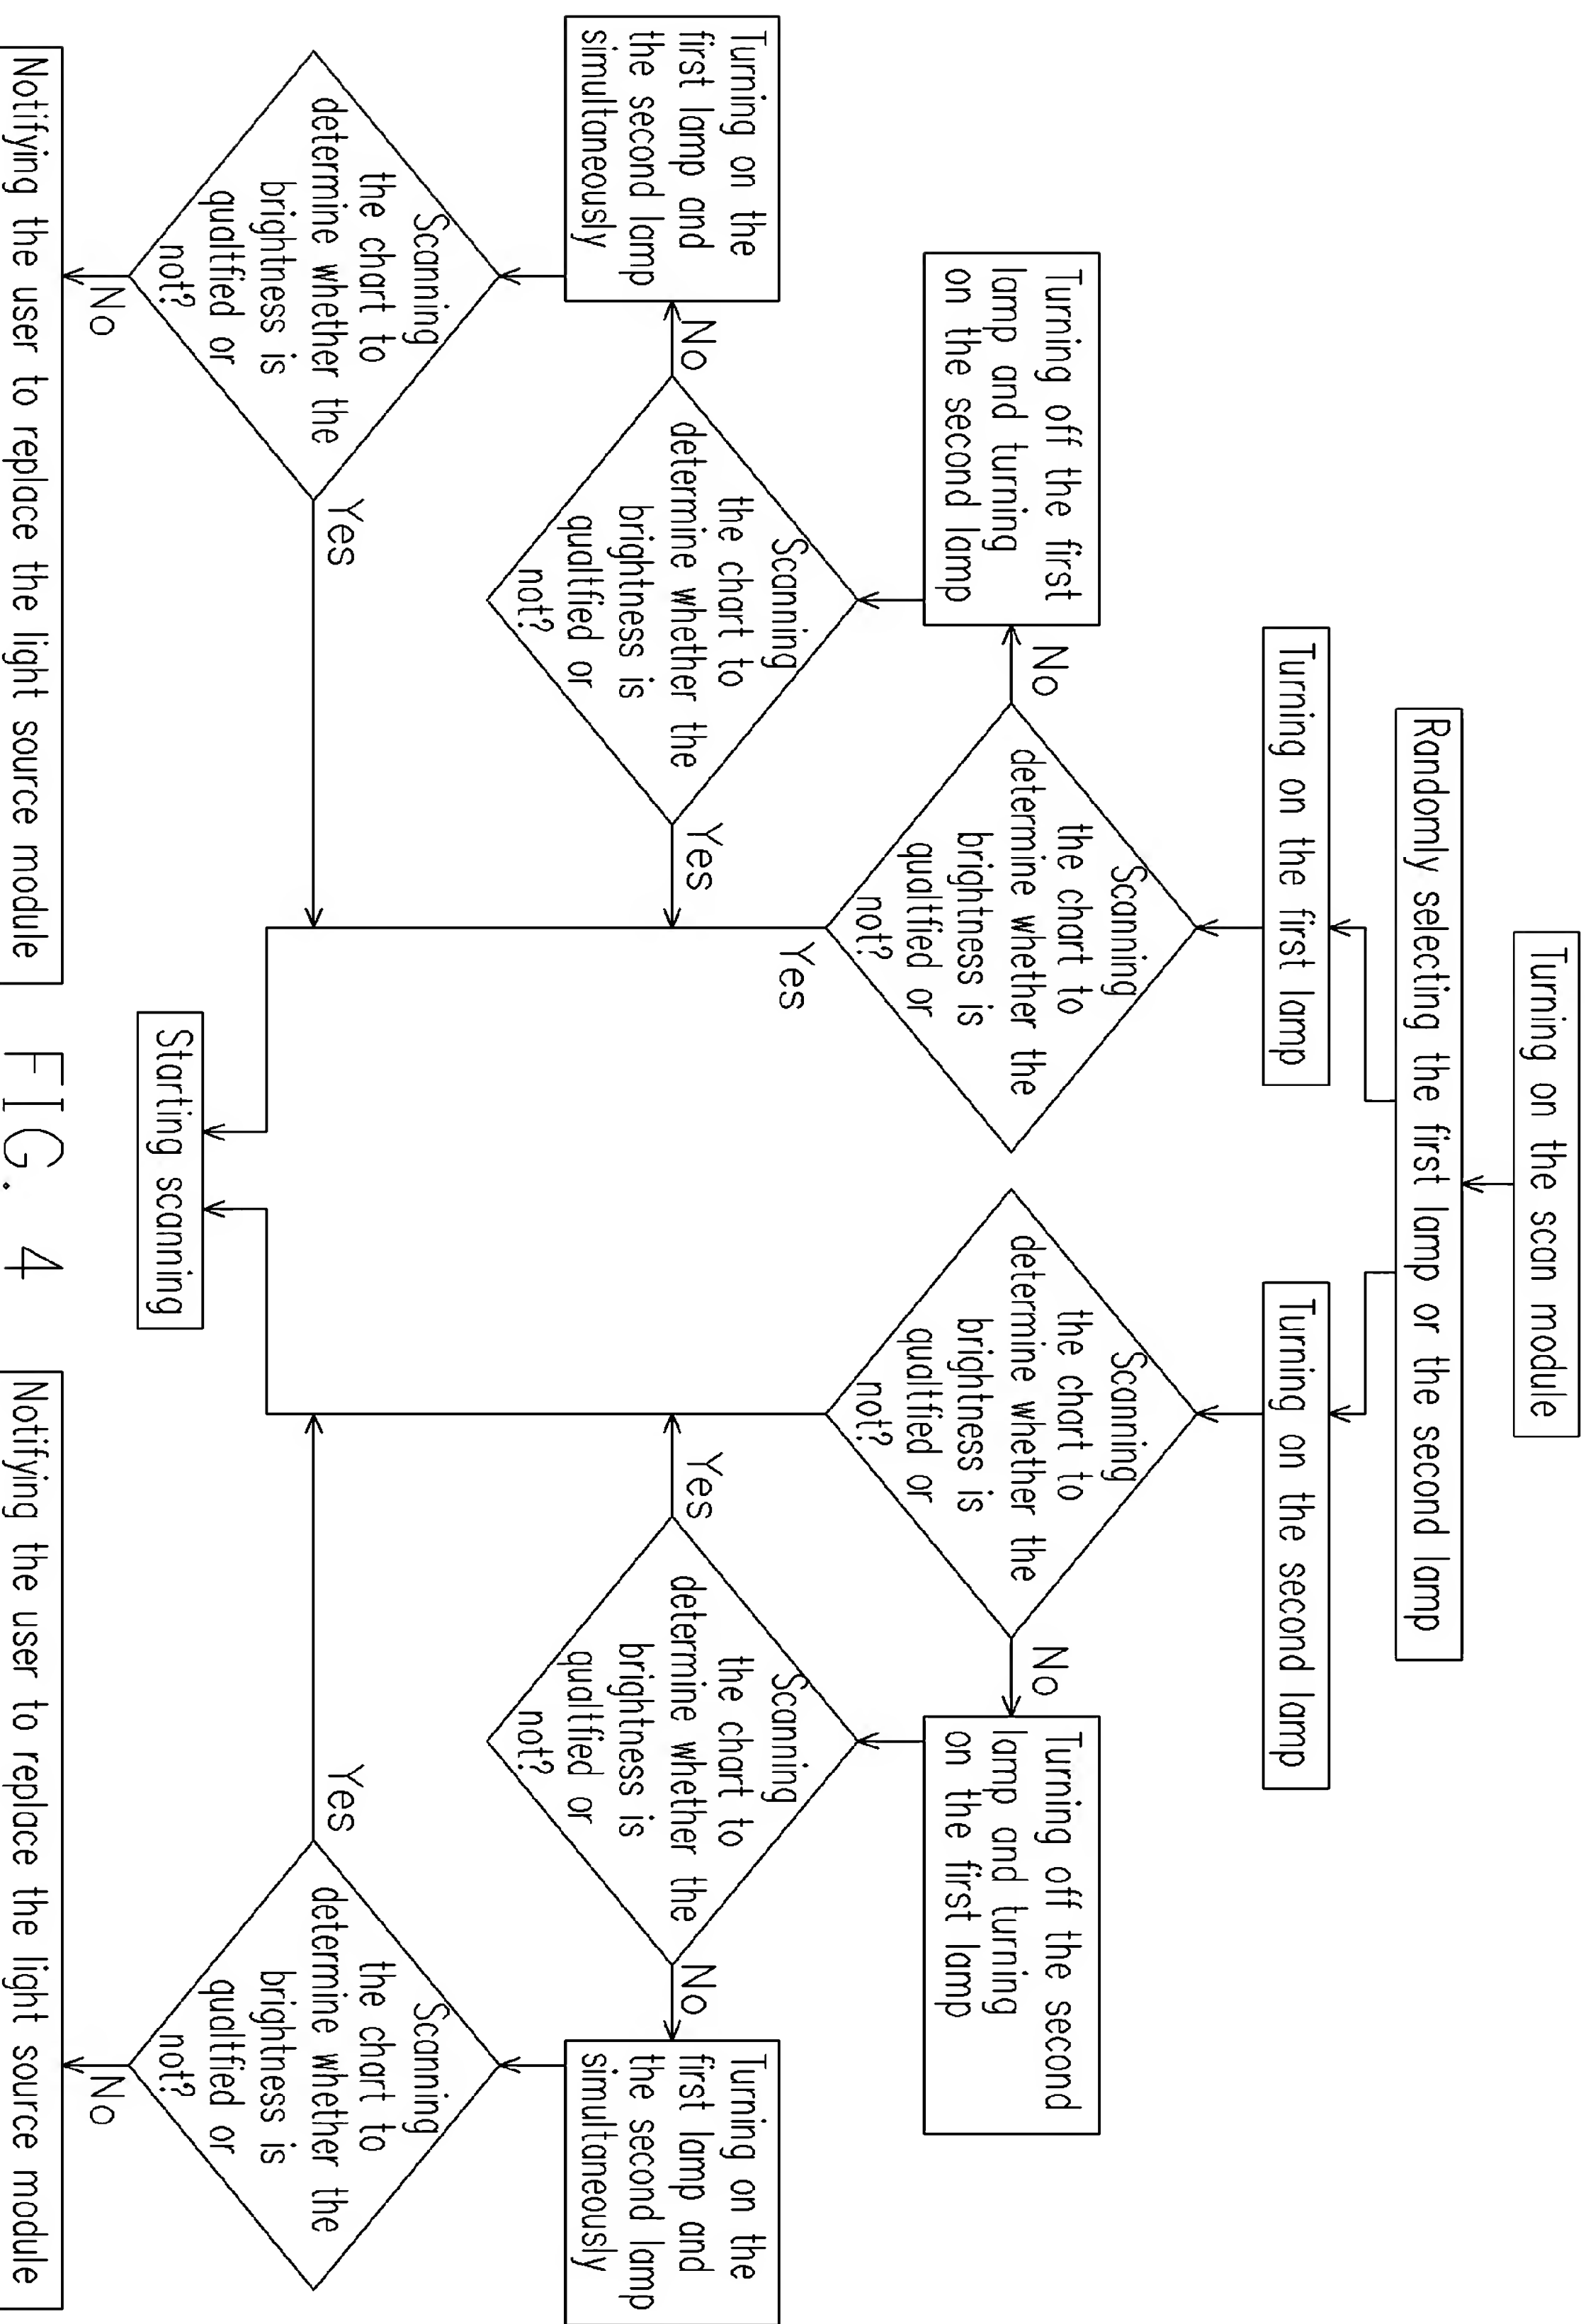 Turning on the scan module
Randomly selecting the first lamp or the second lamp
Turning on the first lamp
Turning on the second lamp
Scanning
the chart to
determine whether the
brightness is
qualtfied or
not?
No
Yes
Scanning
the chart to
determine whether the
brightness is
qualtfied or
not?
No
Turning off the first
lamp and turning
on the second lamp
Turning off the second
lamp and turning
on the first lamp
Scanning
the chart to
determine whether the
brightness is
qualtfied or
not?
No
Yes
Scanning
the chart to
determine whether the
brightness is
qualtfied or
not?
Yes
No
Turning on the
first lamp and
the second lamp
simultaneously
Turning on the
first lamp and
the second lamp
simultaneously
Scanning
the chart to
determine whether the
brightness is
qualtfied or
not?
Yes
No
Scanning
the chart to
determine whether the
brightness is
qualtfied or
not?
Yes
No
Starting scanning
Notifying the user to replace the light source module
FIG. 4
Notifying the user to replace the light source module